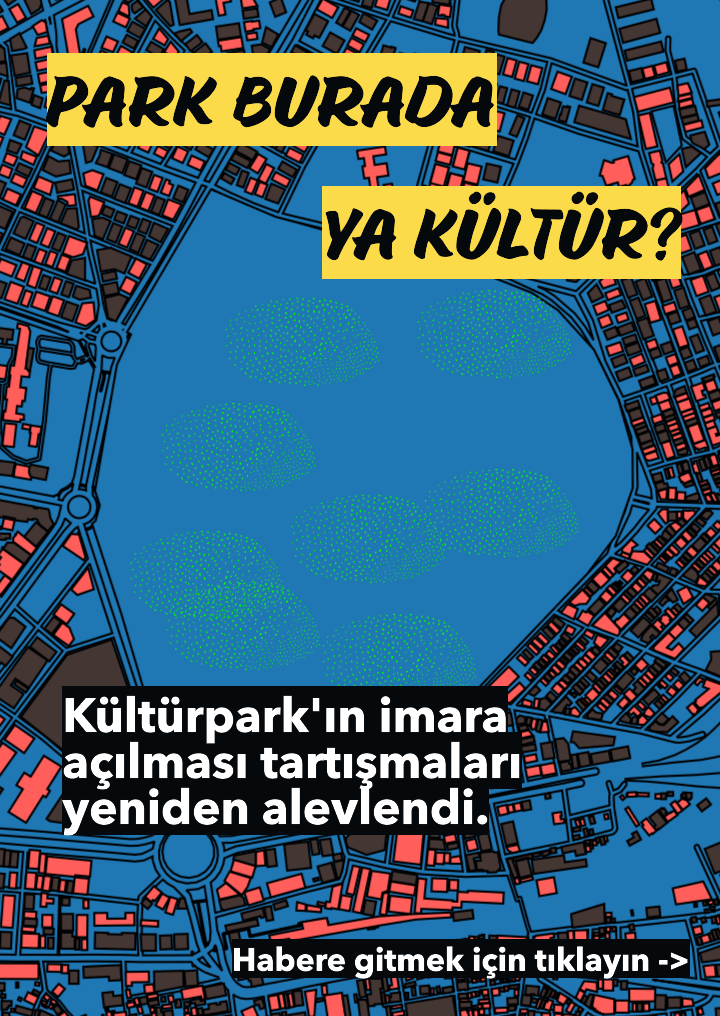 PARK BURADA
YA KÜLTÜR?
Kültürpark'ın imara
açılması tartışmaları
yeniden alevlendi.
Habere gitmek için tıklayın ->